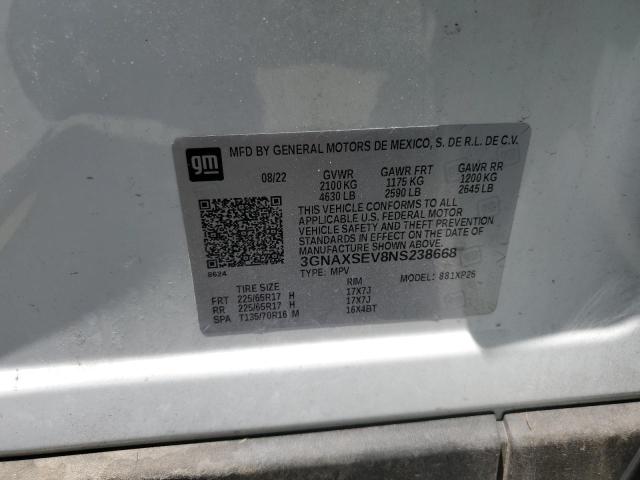 gm
MFD BY GENERAL MOTORS DE MEXICO, S. DE R.L. DE C.V.
08/22 GVWR GAWR FRT GAWR RR
2100 KG 1175 KG 1200 KG
4630 LB 2590 LB 2645 LB
THIS VEHICLE CONFORMS TO ALL
APPLICABLE U.S. FEDERAL MOTOR
VEHICLE SAFETY AND THEFT PREVENTION
STANDARDS IN EFFECT ON THE DATE OF
MANUFACTURE SHOWN ABOVE.
3GNAXSEV8NS238668
8624 TYPE: MPV MODEL: 881XP26
TIRE SIZE RIM
FRT 225/65R17 H 17X7J
RR 225/65R17 H 17X7J
SPA T135/70R16 M 16X4BT